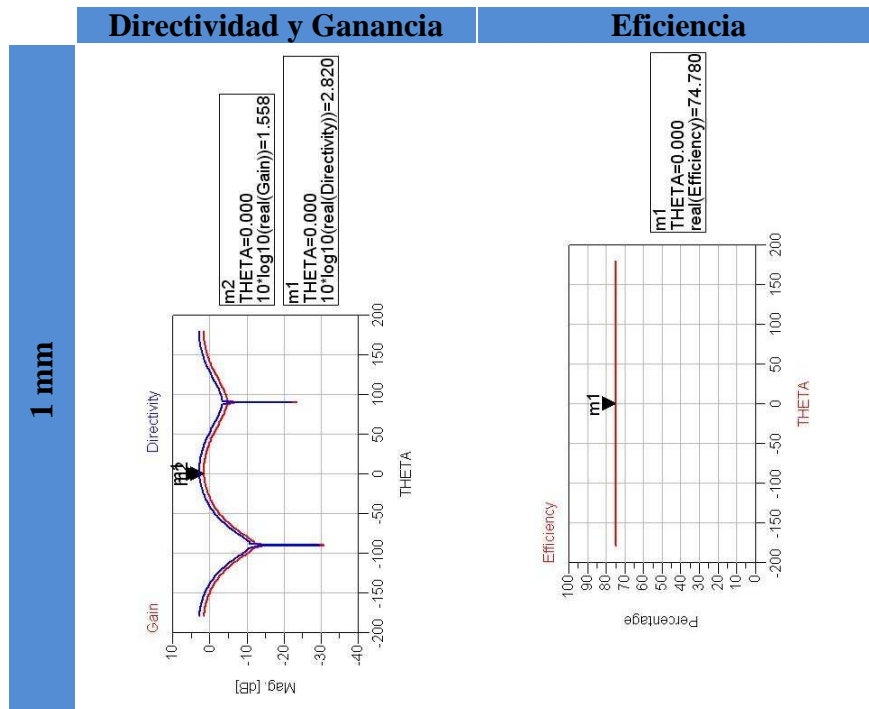 Directividad y Ganancia
Eficiencia
1 mm
m2
THETA=0.000
10*log10(real(Gain))=1.558
m1
THETA=0.000
10*log10(real(Directivity))=2.820
Gain
Directivity
m1
m2
10
0
-10
-20
-30
-40
Mag. [dB]
-200
-150
-100
-50
0
50
100
150
200
THETA
m1
THETA=0.000
real(Efficiency)=74.780
Efficiency
m1
100
90
80
70
60
50
40
30
20
10
0
Percentage
-200
-150
-100
-50
0
50
100
150
200
THETA